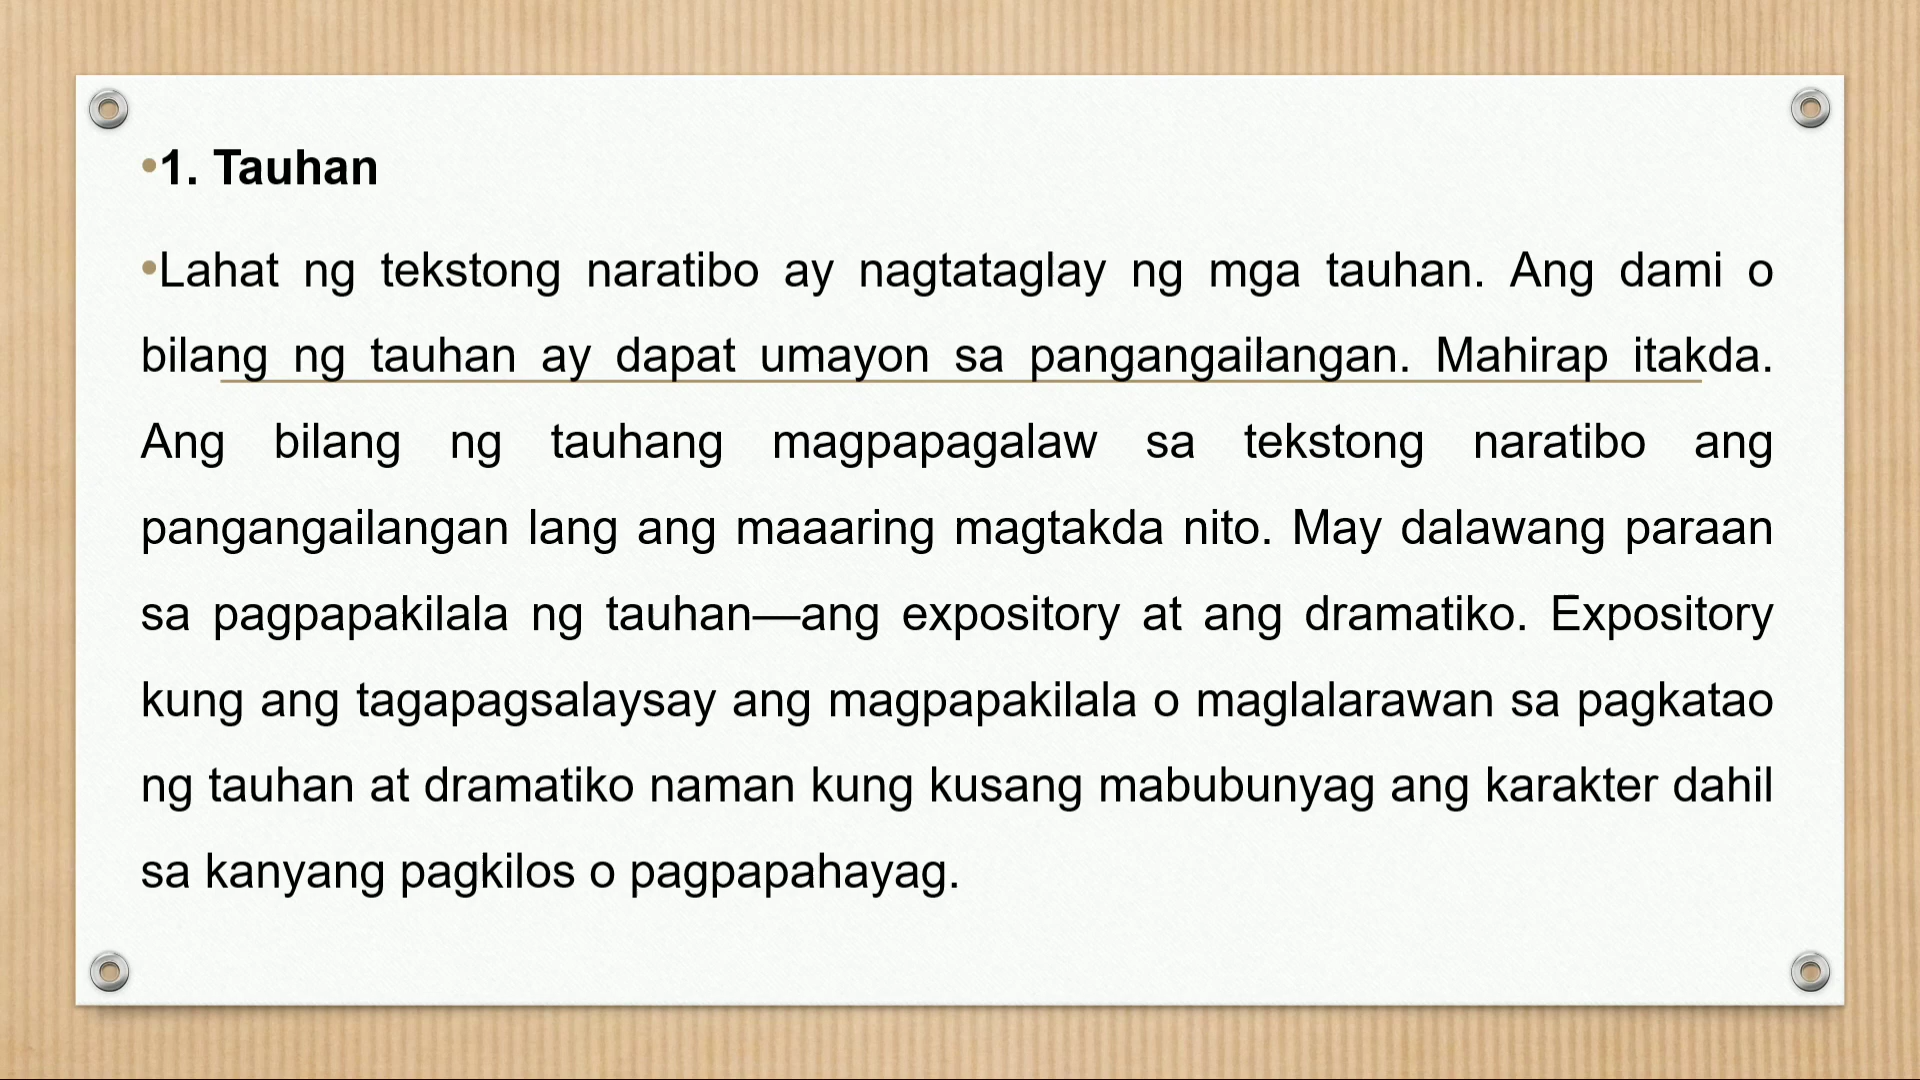 •1. Tauhan
•Lahat ng tekstong naratibo ay nagtataglay ng mga tauhan. Ang dami o
bilang ng tauhan ay dapat umayon sa pangangailangan. Mahirap itakda.
Ang bilang ng tauhang magpapagalaw sa tekstong naratibo ang
pangangailangan lang ang maaaring magtakda nito. May dalawang paraan
sa pagpapakilala ng tauhan—ang expository at ang dramatiko. Expository
kung ang tagapagsalaysay ang magpapakilala o maglalarawan sa pagkatao
ng tauhan at dramatiko naman kung kusang mabubunyag ang karakter dahil
sa kanyang pagkilos o pagpapahayag.